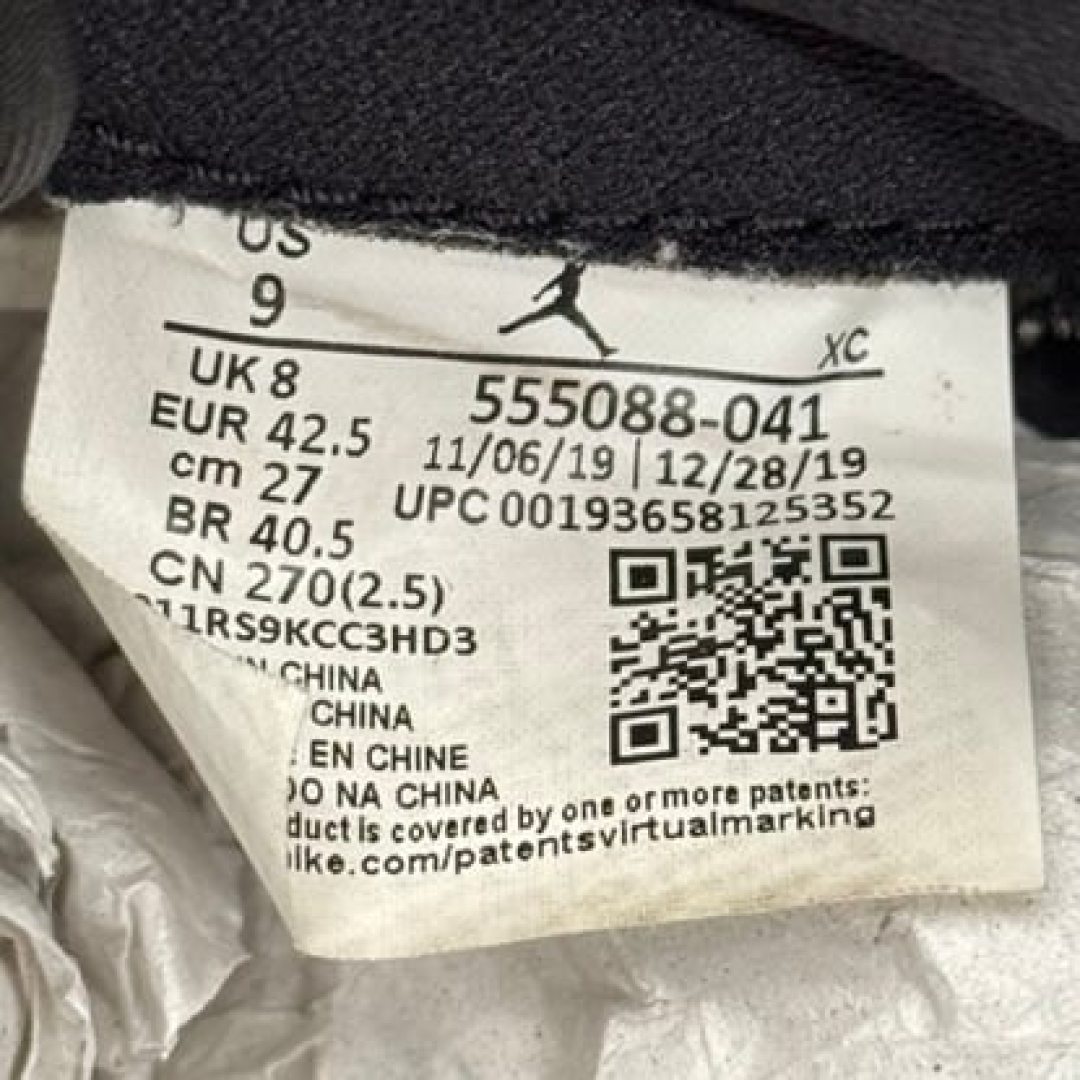 US
9
XC
UK 8
EUR 42.5
cm 27
BR 40.5
CN 270(2.5)
555088-041
11/06/19 | 12/28/19
UPC 00193658125352
11RS9KCC3HD3
CHINA
CHINA
EN CHINE
NA CHINA
is covered by one or more patents:
ike.com/patentsvirtualmarking